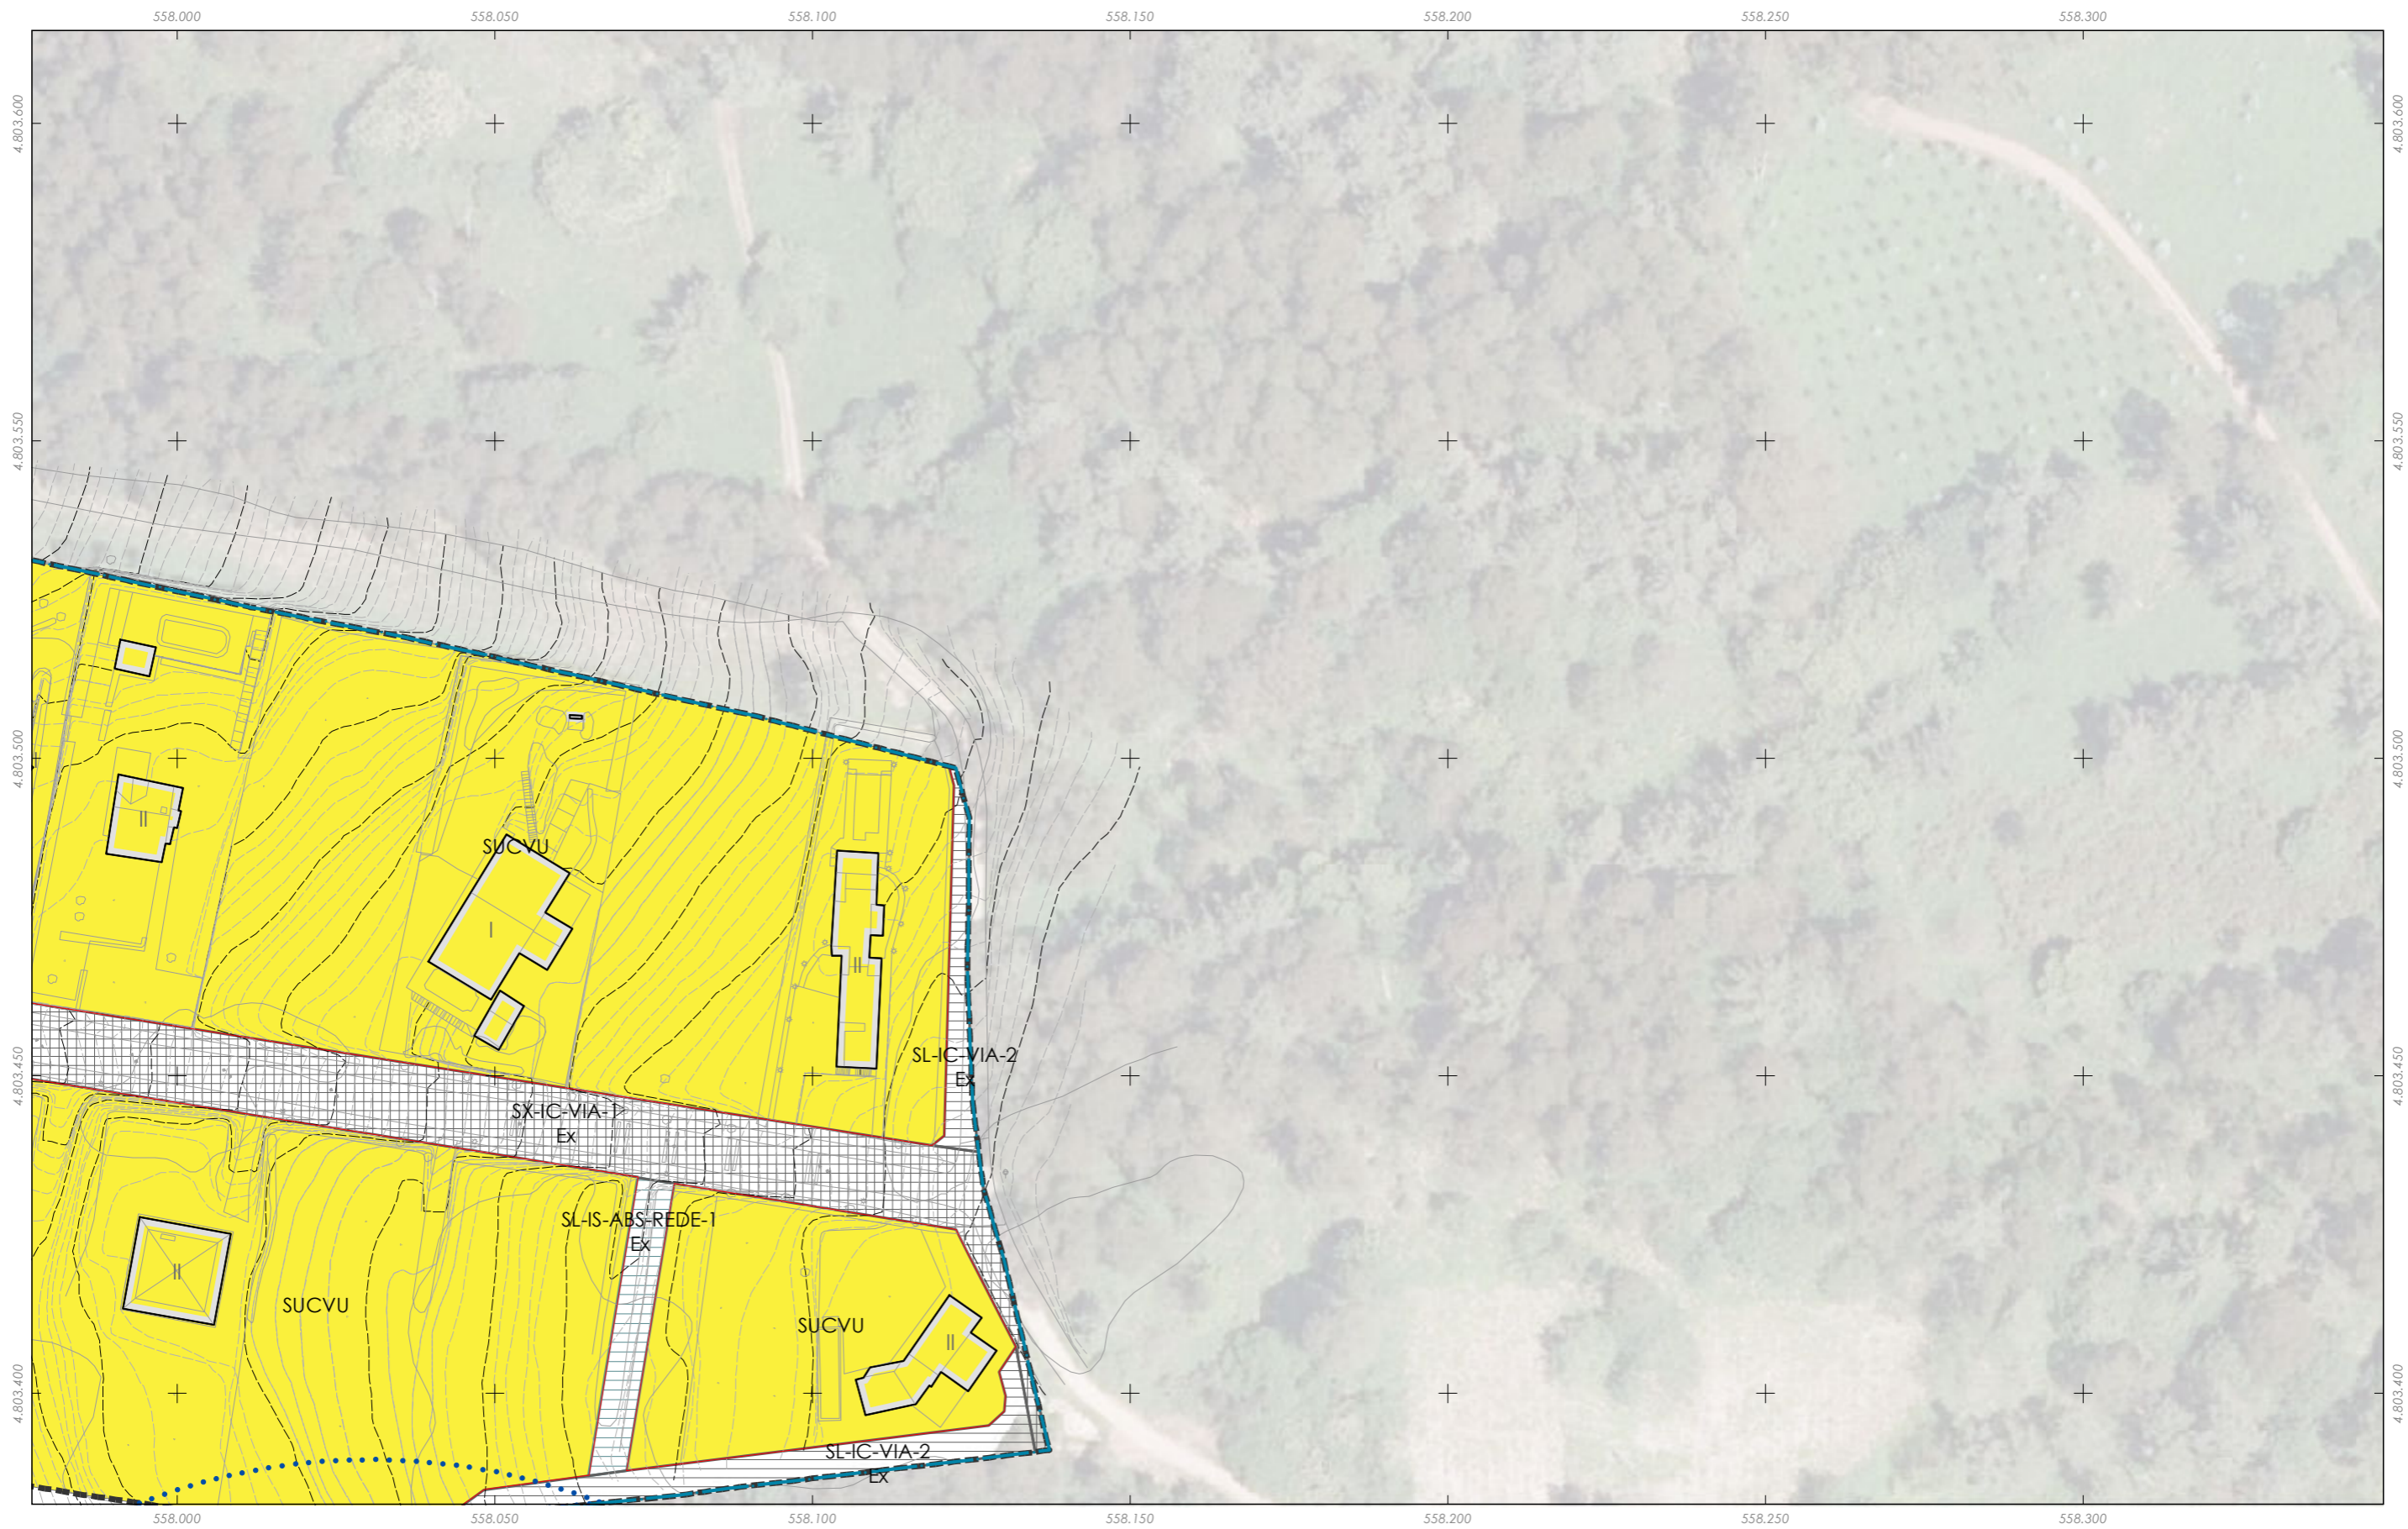 558.000 558.050 558.100 558.150 558.200 558.250 558.300
4.803.600 4.803.600
4.803.550 4.803.550
4.803.500 4.803.500
II
SUCVU
I
II
SL-IC-VIA-2
Ex
4.803.450 4.803.450
SX-IC-VIA-1
Ex
SL-IS-ABS-REDE-1
Ex
II
SUCVU
SUCVU
II
4.803.400 4.803.400
SL-IC-VIA-2
Ex
558.000 558.050 558.100 558.150 558.200 558.250 558.300